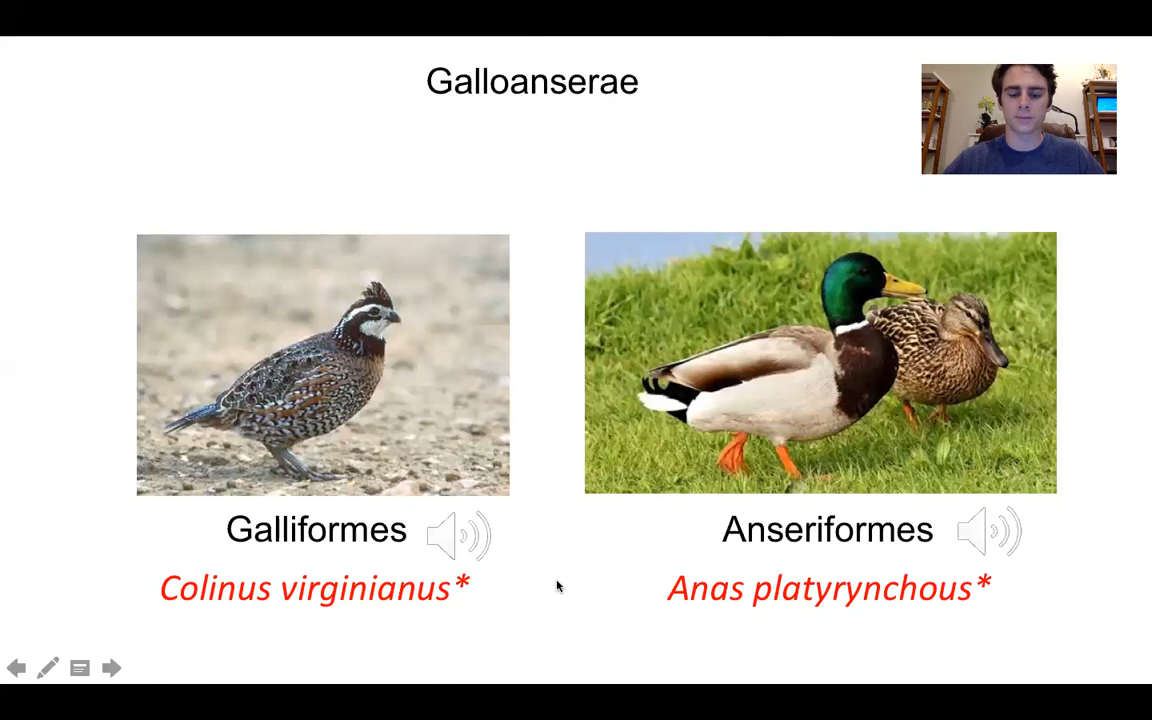 Galloanserae
Galliformes
Anseriformes
Colinus virginianus*
Anas platyrynchous*